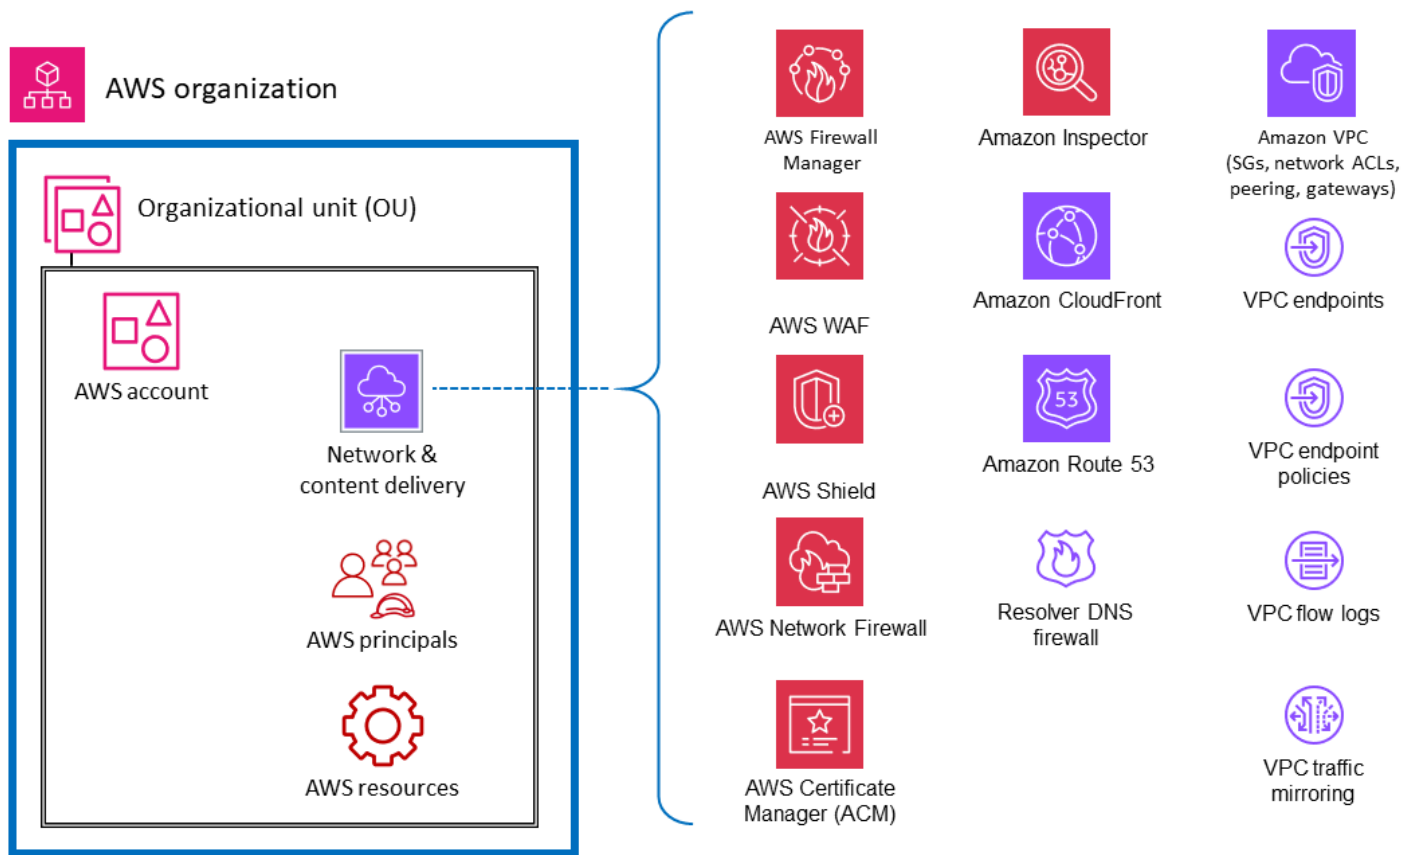 AWS organization
Organizational unit (OU)
AWS account
Network &
content delivery
AWS principals
AWS resources
AWS Firewall
Manager
AWS WAF
AWS Shield
AWS Network Firewall
AWS Certificate
Manager (ACM)
Amazon Inspector
Amazon CloudFront
53
Amazon Route 53
Resolver DNS
firewall
Amazon VPC
(SGs, network ACLs,
peering, gateways)
VPC endpoints
VPC endpoint
policies
VPC flow logs
VPC traffic
mirroring